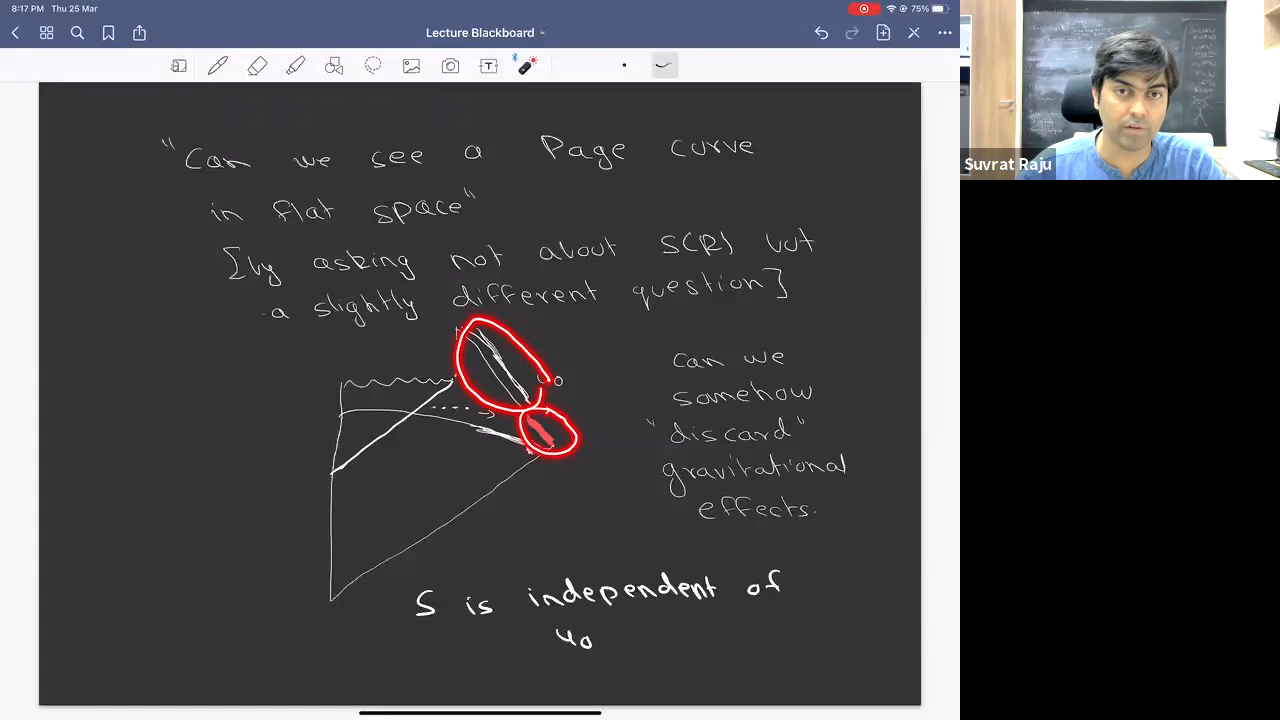 8:17 PM Thu 25 Mar
75%
Lecture Blackboard
Suvrat Raju
"Can we see a Page curve
in flat space"
[by asking not about S(R) but
a slightly different question]
u0
can we
somehow
"discard"
gravitational
effects.
S is independent of
u0